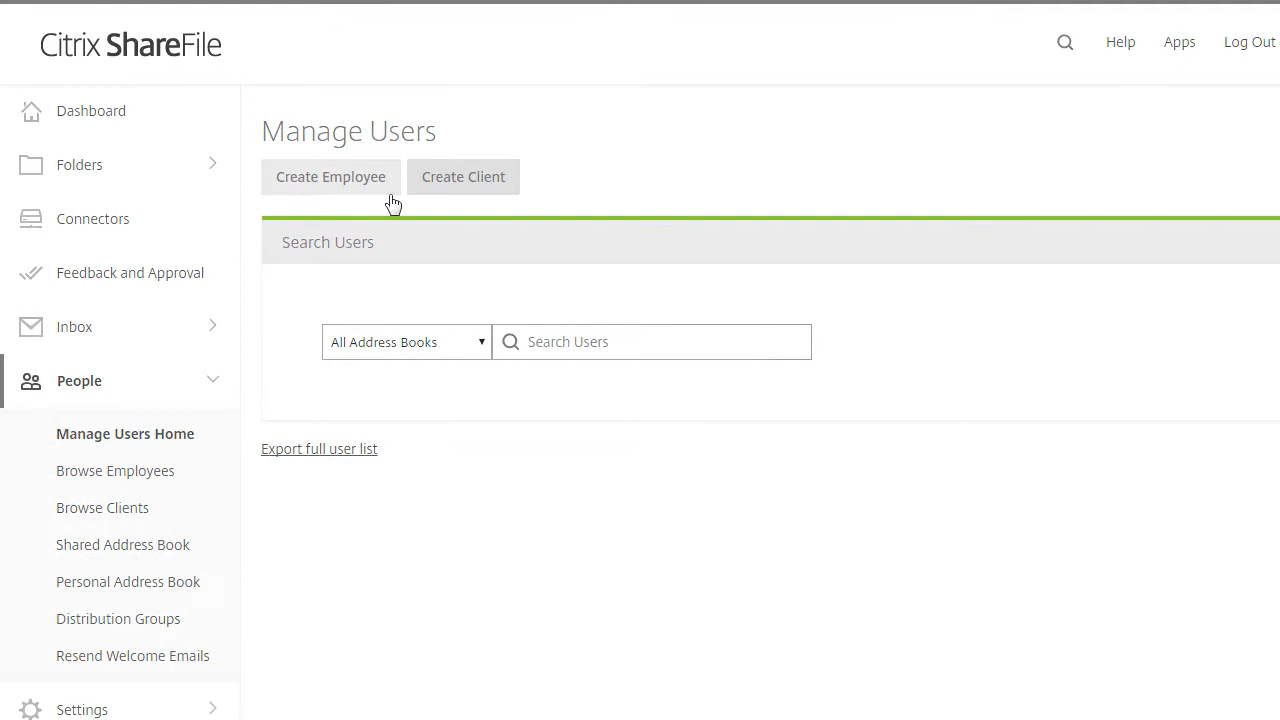 Citrix ShareFile
Help Apps Log Out
Dashboard
Folders
Connectors
Feedback and Approval
Inbox
People
Manage Users Home
Browse Employees
Browse Clients
Shared Address Book
Personal Address Book
Distribution Groups
Resend Welcome Emails
Settings
Manage Users
Create Employee Create Client
Search Users
All Address Books Search Users
Export full user list